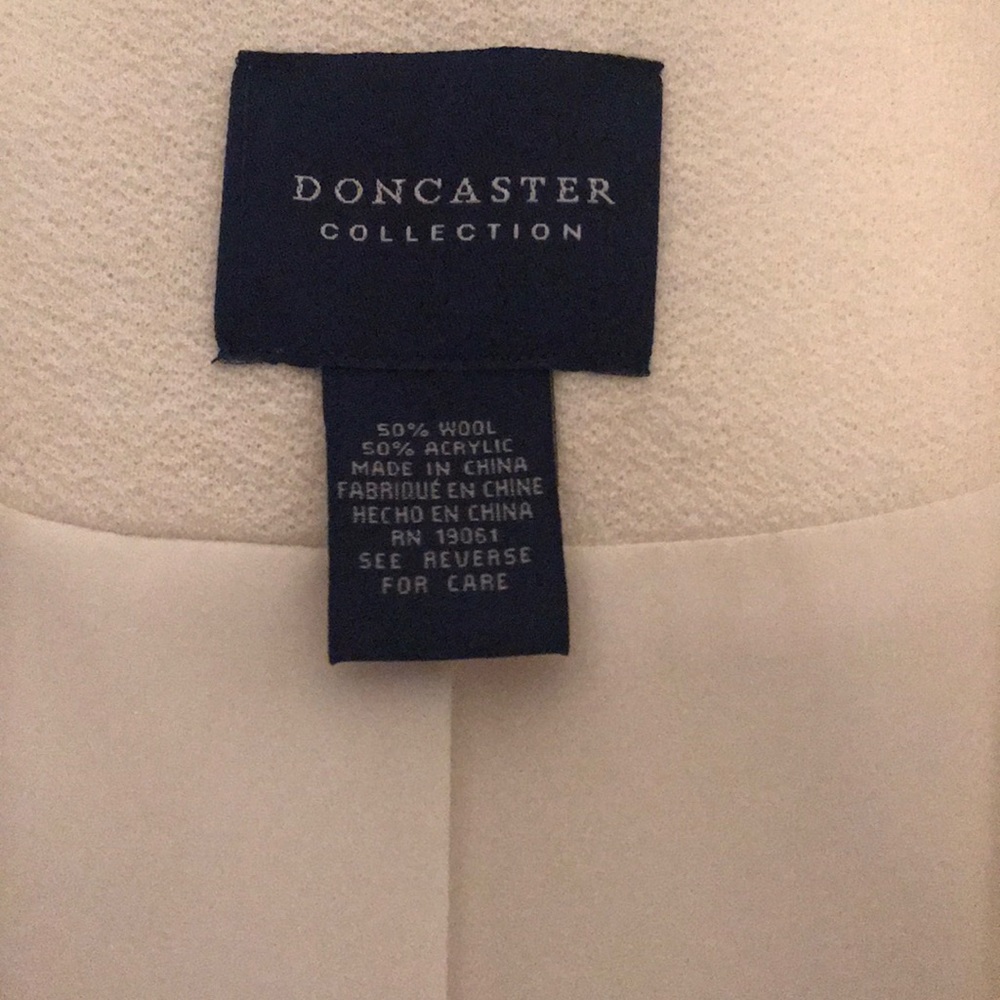 DONCASTER
COLLECTION
50% WOOL
50% ACRYLIC
MADE IN CHINA
FABRIQUÉ EN CHINE
HECHO EN CHINA
RN 19061
SEE REVERSE
FOR CARE